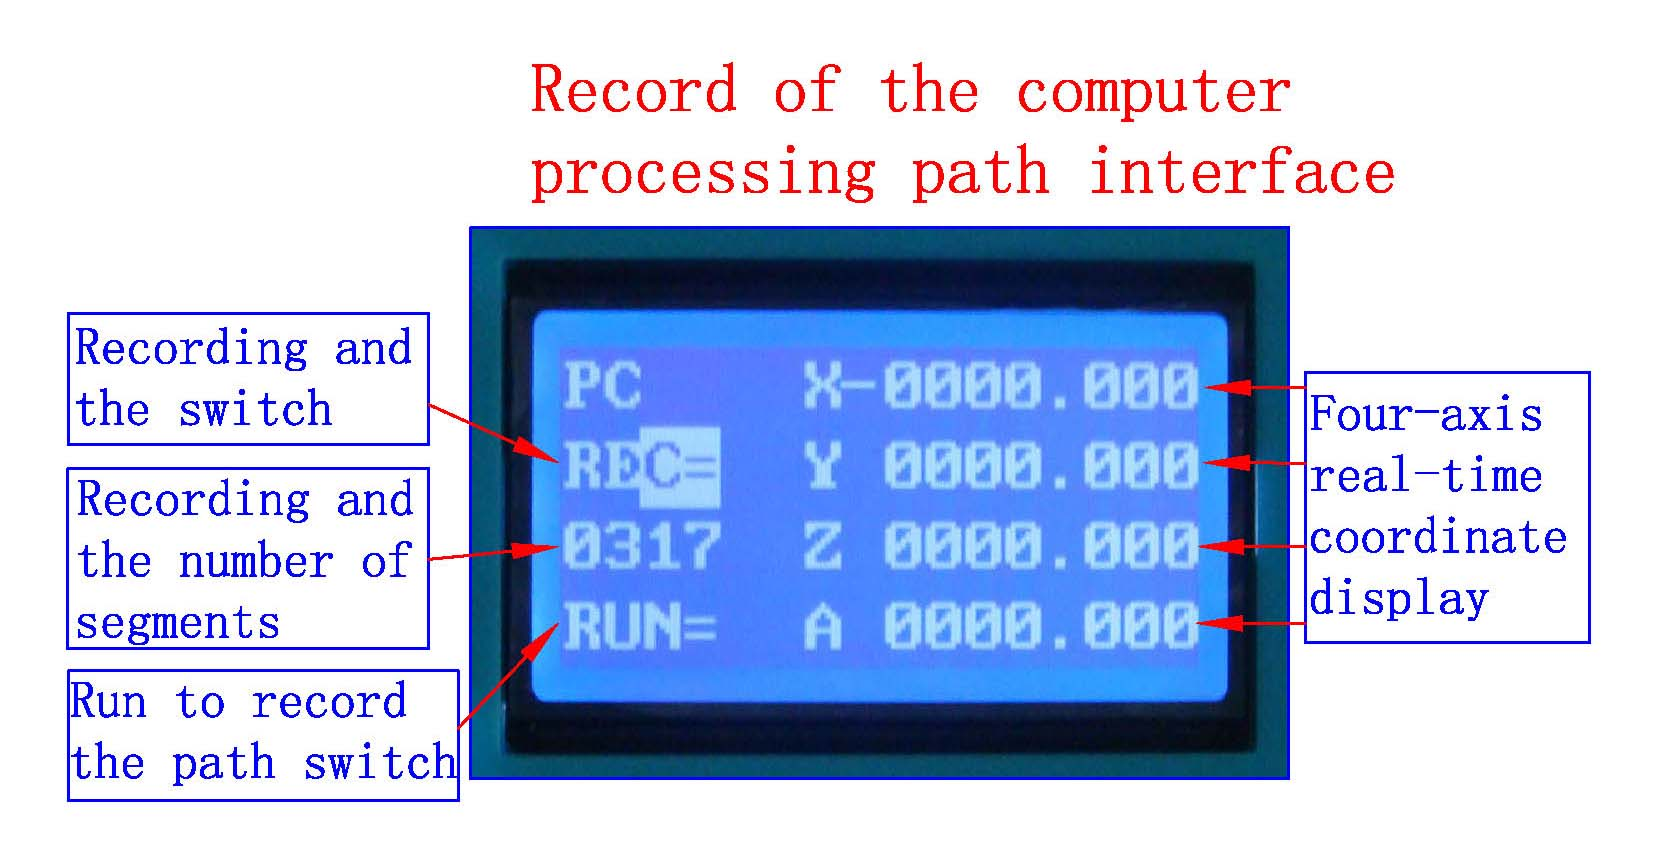 Record of the computer
processing path interface
Recording and
the switch
Recording and
the number of
segments
Run to record
the path switch
PC X-0000.000
REC= Y 0000.000
0317 Z 0000.000
RUN= A 0000.000
Four-axis
real-time
coordinate
display